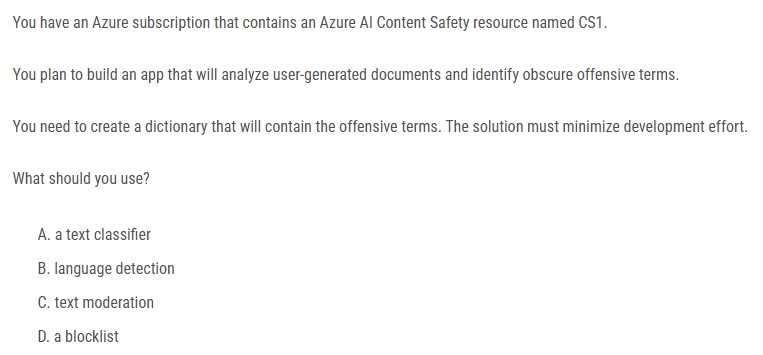 You have an Azure subscription that contains an Azure AI Content Safety resource named CS1.
You plan to build an app that will analyze user-generated documents and identify obscure offensive terms.
You need to create a dictionary that will contain the offensive terms. The solution must minimize development effort.
What should you use?
A. a text classifier
B. language detection
C. text moderation
D. a blocklist